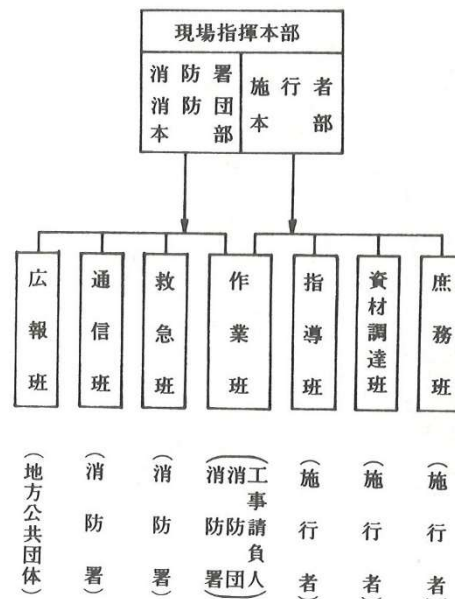 現場指揮本部
消防署
消防団
本部
施行者
本部
広報班
通信班
救急班
作業班
指導班
資材調達班
庶務班
(地方公共団体)
(消防署)
(消防署)
(工事請負人
消防団
消防署)
(施行者)
(施行者)
(施行者)